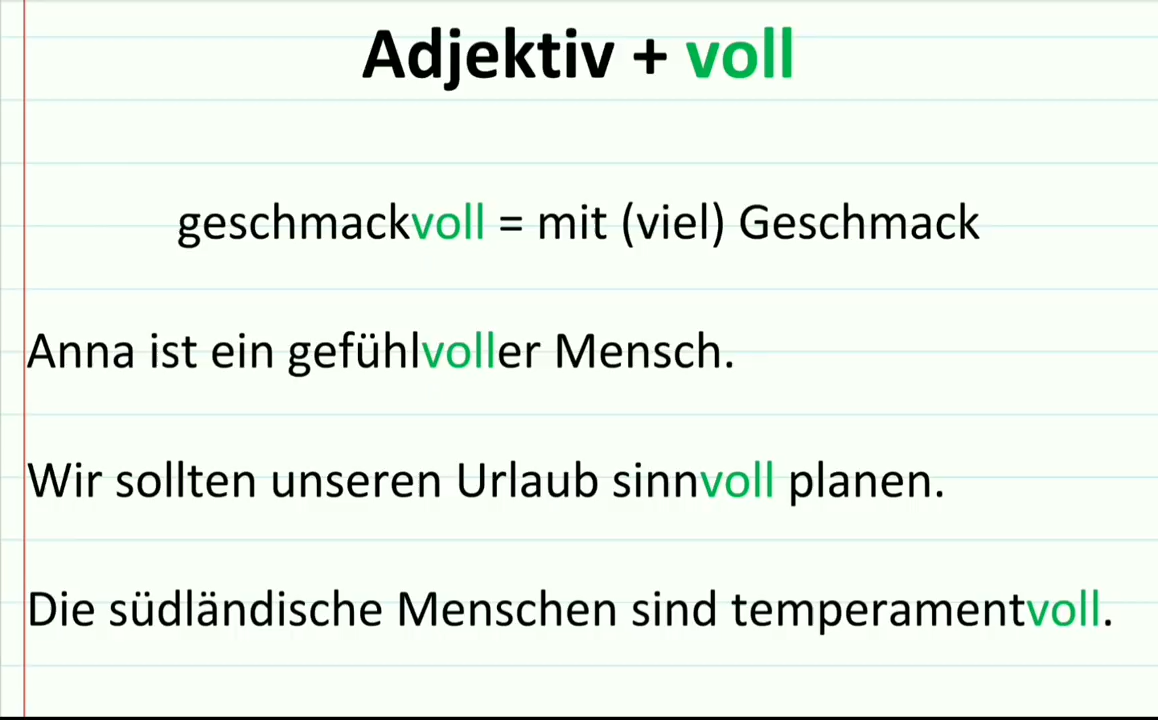 Adjektiv + voll
geschmackvoll = mit (viel) Geschmack
Anna ist ein gefühlvoller Mensch.
Wir sollten unseren Urlaub sinnvoll planen.
Die südländische Menschen sind temperamentvoll.